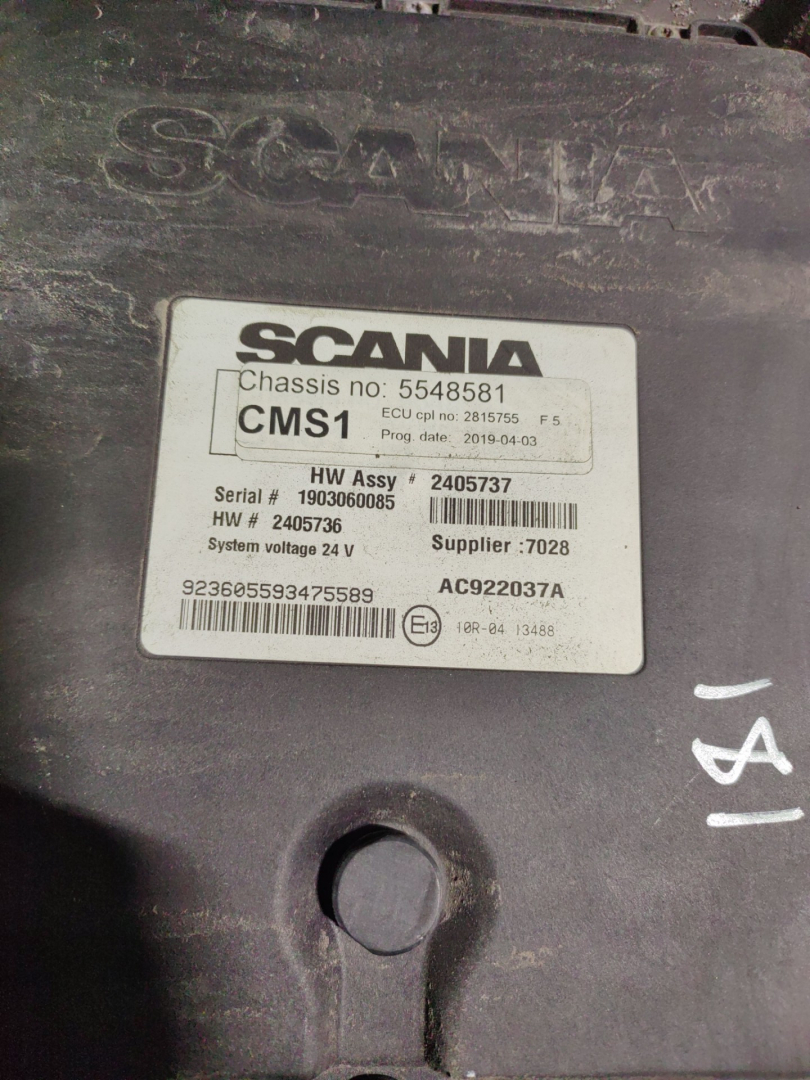 SCANIA
SCANIA
Chassis no: 5548581
CMS1 ECU cpl no: 2815755 F 5
Prog. date: 2019-04-03
HW Assy # 2405737
Serial # 1903060085
HW # 2405736
System voltage 24 V
Supplier :7028
923605593475589
AC922037A
E13 10R-04 13488
181